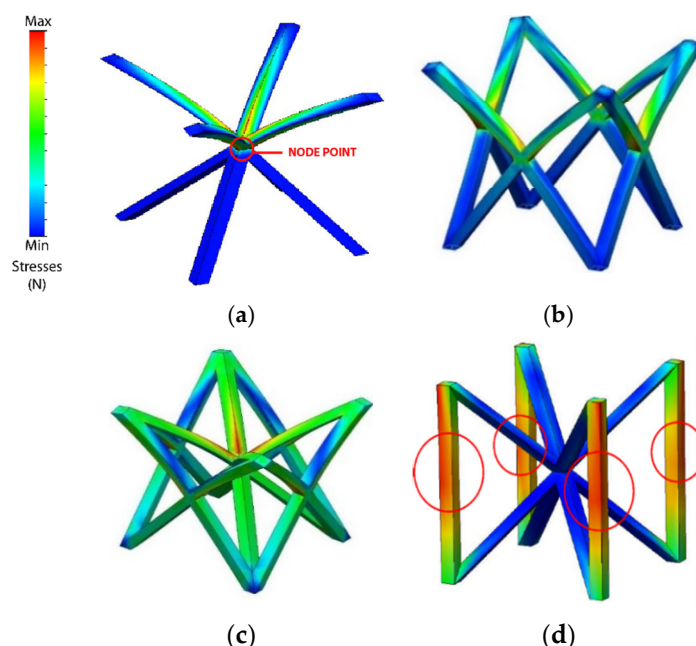 Max
Min
Stresses
(N)
NODE POINT
(a)
(b)
(c)
(d)